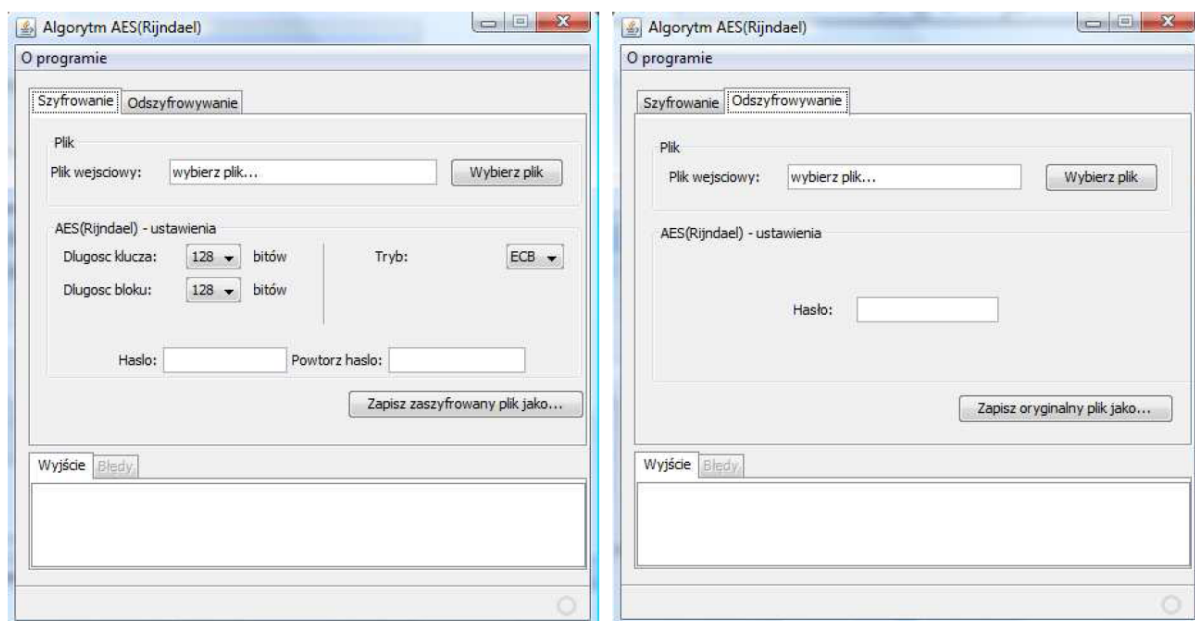 Algorytm AES(Rijndael)
O programie
Szyfrowanie Odszyfrowywanie
Plik
Plik wejsciowy: wybierz plik... Wybierz plik
AES(Rijndael) - ustawienia
Dlugosc klucza: 128 bitów Tryb: ECB
Dlugosc bloku: 128 bitów
Haslo: Powtorz haslo:
Zapisz zaszyfrowany plik jako...
Wyjście Błędy
Algorytm AES(Rijndael)
O programie
Szyfrowanie Odszyfrowywanie
Plik
Plik wejsciowy: wybierz plik... Wybierz plik
AES(Rijndael) - ustawienia
Hasło:
Zapisz oryginalny plik jako...
Wyjście Błędy